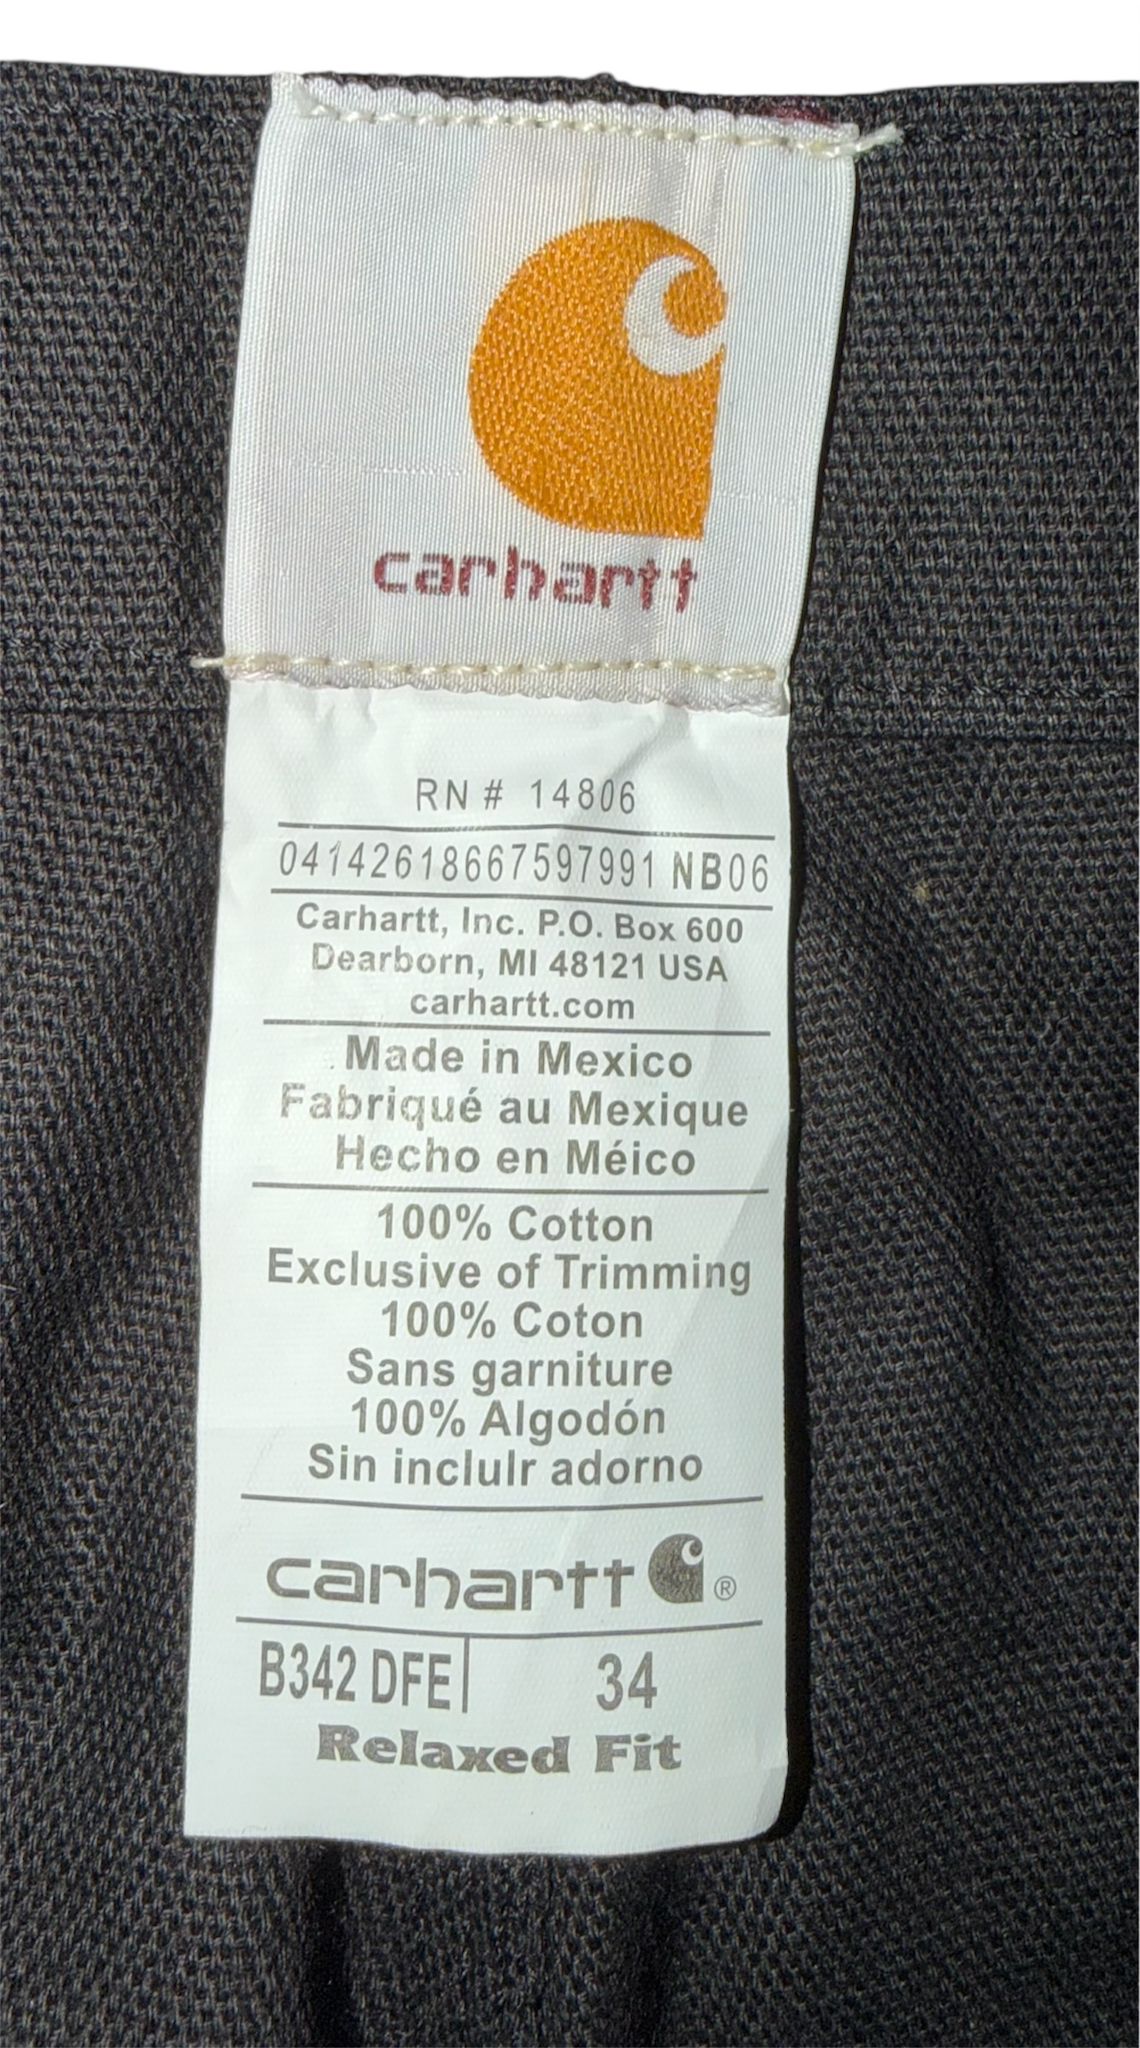 carhartt
RN # 14806
04142618667597991 NB06
Carhartt, Inc. P.O. Box 600
Dearborn, MI 48121 USA
carhartt.com
Made in Mexico
Fabriqué au Mexique
Hecho en Méico
100% Cotton
Exclusive of Trimming
100% Coton
Sans garniture
100% Algodón
Sin inclulr adorno
carhartt ®
B342 DFE | 34
Relaxed Fit